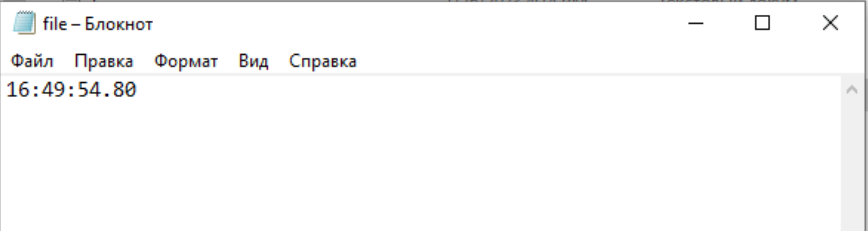 file – Блокнот
Файл Правка Формат Вид Справка
16:49:54.80